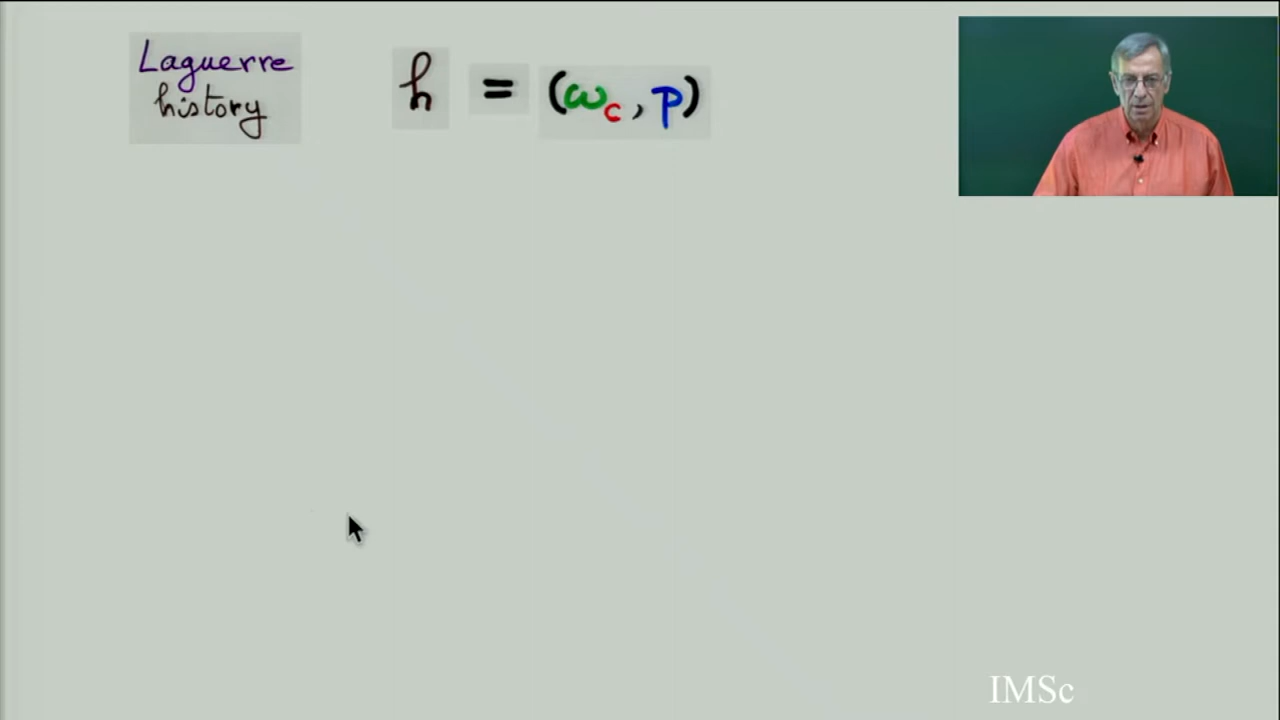 Laguerre
history
h = (ω_c, p)
IMSc